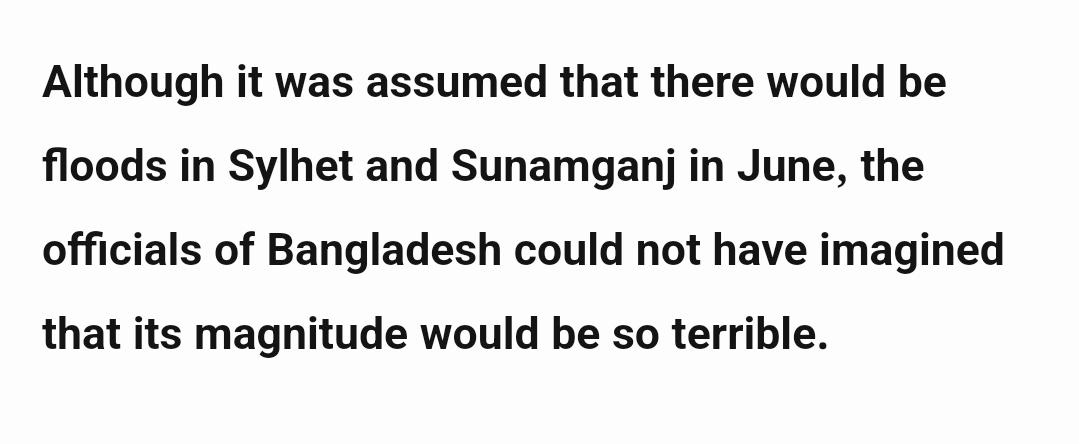 Although it was assumed that there would be
floods in Sylhet and Sunamganj in June, the
officials of Bangladesh could not have imagined
that its magnitude would be so terrible.